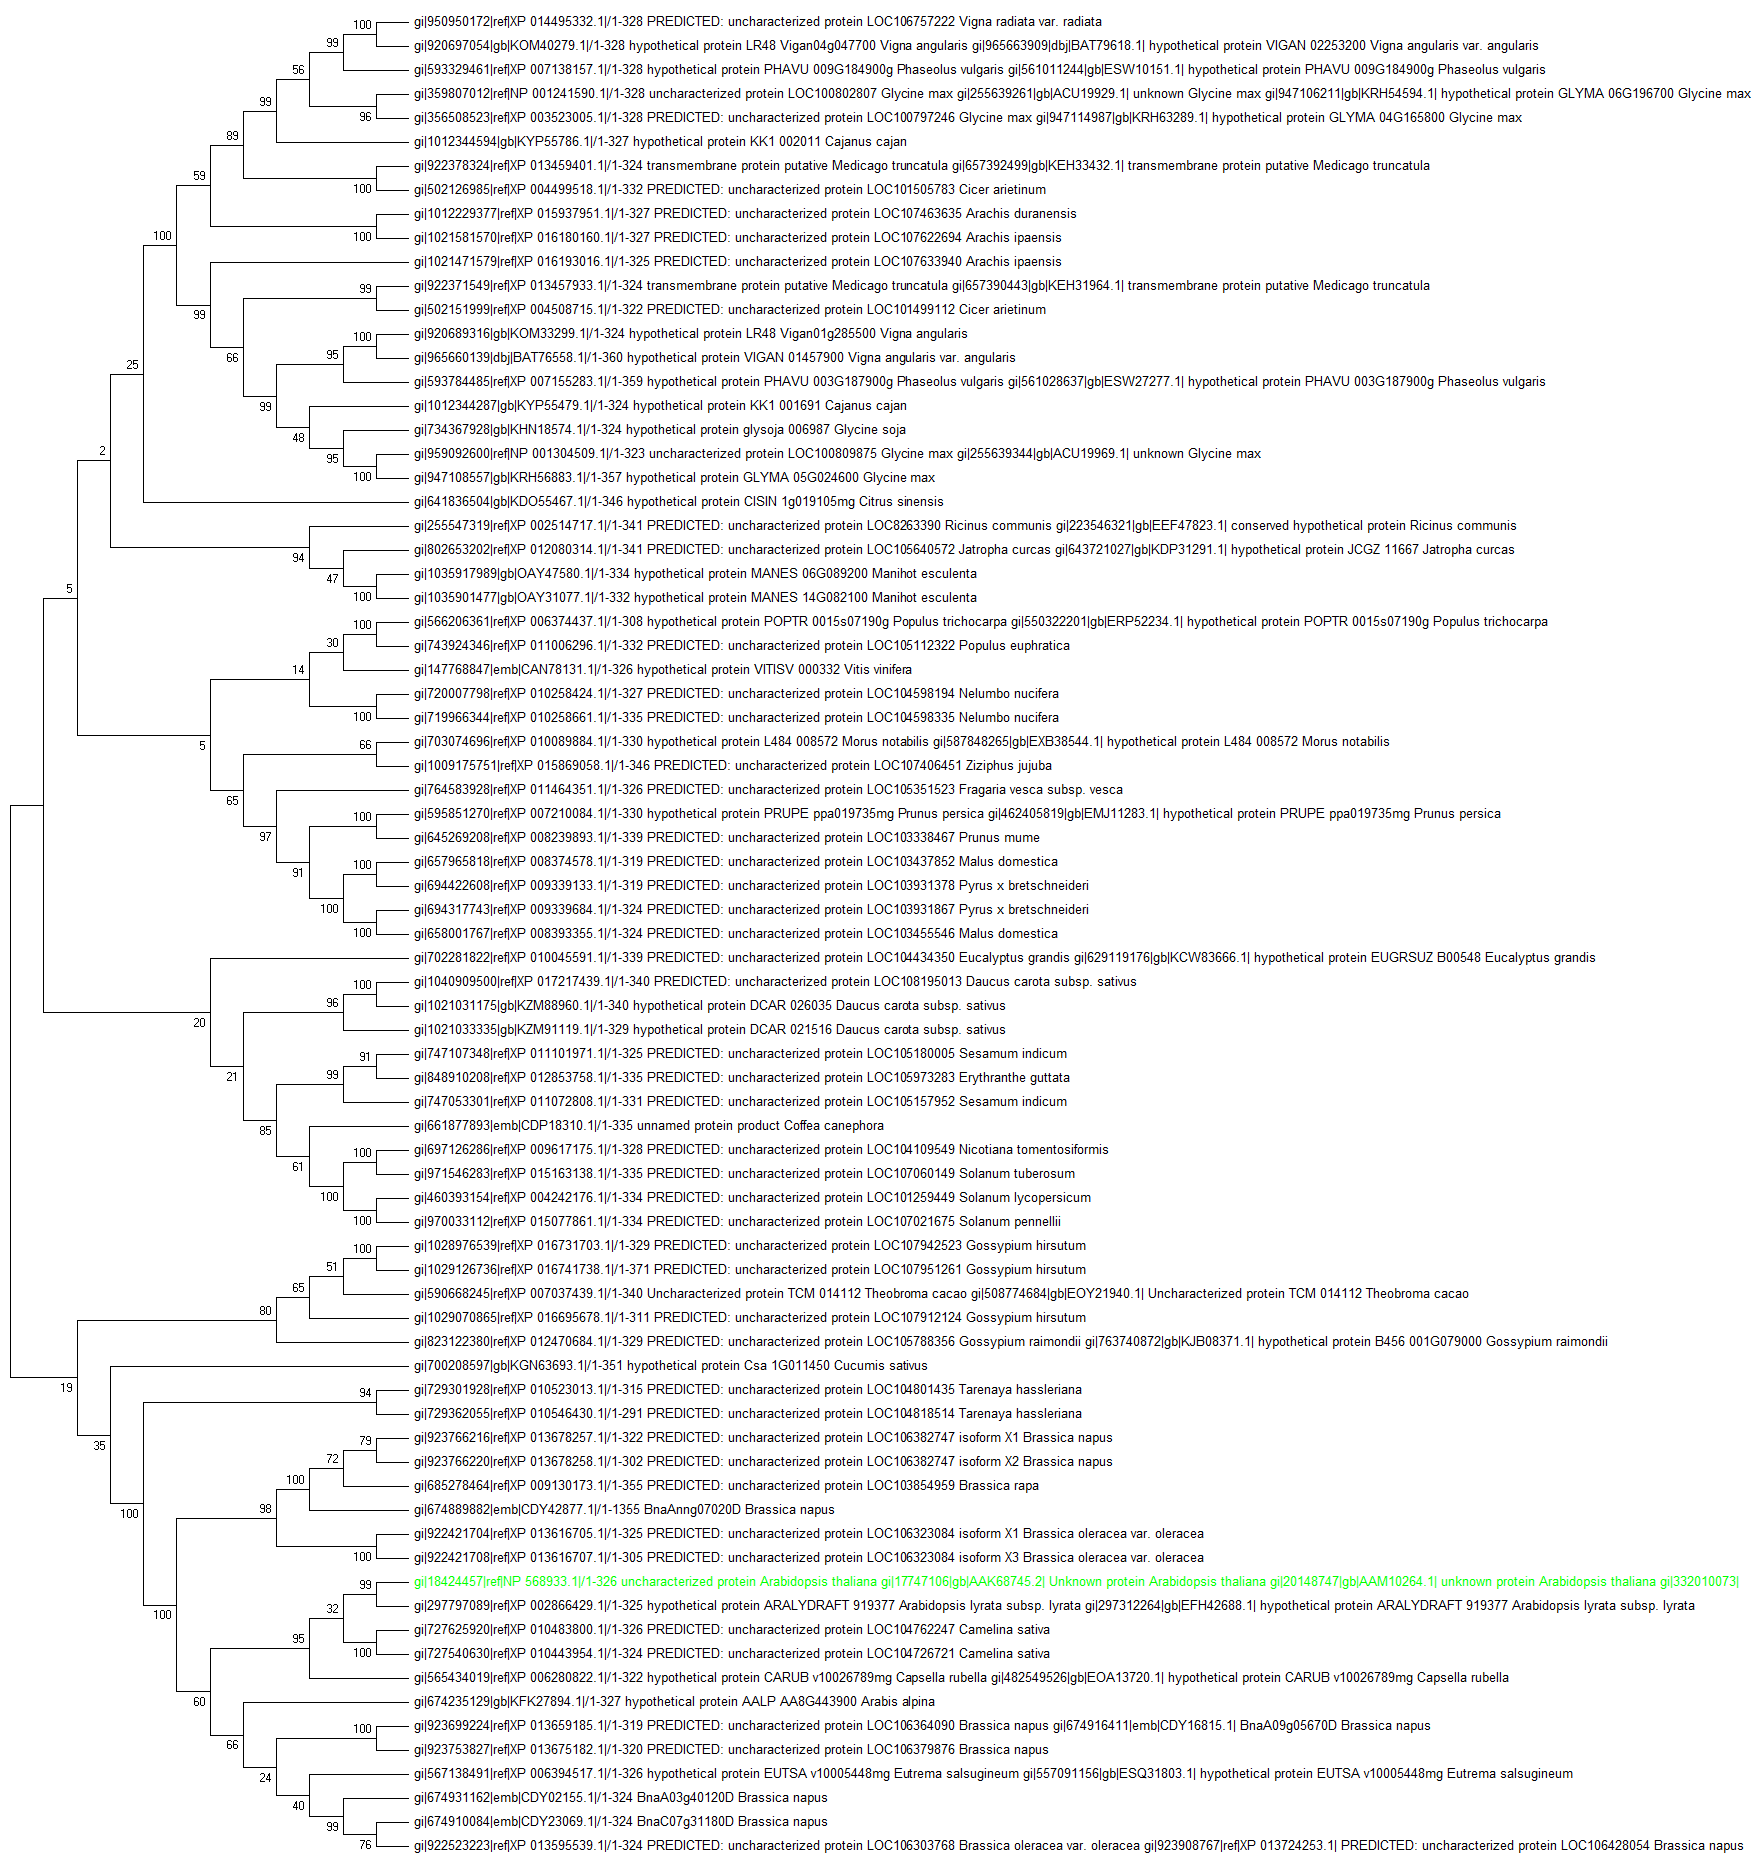 gi|950950172|ref|XP 014495332.1|/1-328 PREDICTED: uncharacterized protein LOC106757222 Vigna radiata var. radiata
gi|920697054|gb|KOM40279.1|/1-328 hypothetical protein LR48 Vigan04g047700 Vigna angularis gi|965663909|dbj|BAT79618.1| hypothetical protein VIGAN 02253200 Vigna angularis var. angularis
gi|593329461|ref|XP 007138157.1|/1-328 hypothetical protein PHAVU 009G184900g Phaseolus vulgaris gi|561011244|gb|ESW10151.1| hypothetical protein PHAVU 009G184900g Phaseolus vulgaris
gi|359807012|ref|NP 001241590.1|/1-328 uncharacterized protein LOC100802807 Glycine max gi|255639261|gb|ACU19929.1| unknown Glycine max gi|947106211|gb|KRH54594.1| hypothetical protein GLYMA 06G196700 Glycine max
gi|356508523|ref|XP 003523005.1|/1-328 PREDICTED: uncharacterized protein LOC100797246 Glycine max gi|947114987|gb|KRH63289.1| hypothetical protein GLYMA 04G165800 Glycine max
gi|1012344594|gb|KYP55786.1|/1-327 hypothetical protein KK1 002011 Cajanus cajan
gi|922378324|ref|XP 013459401.1|/1-324 transmembrane protein putative Medicago truncatula gi|657392499|gb|KEH33432.1| transmembrane protein putative Medicago truncatula
gi|502126985|ref|XP 004499518.1|/1-332 PREDICTED: uncharacterized protein LOC101505783 Cicer arietinum
gi|1012229377|ref|XP 015937951.1|/1-327 PREDICTED: uncharacterized protein LOC107463635 Arachis duranensis
gi|1021581570|ref|XP 016180160.1|/1-327 PREDICTED: uncharacterized protein LOC107622694 Arachis ipaensis
gi|1021471579|ref|XP 016193016.1|/1-325 PREDICTED: uncharacterized protein LOC107633940 Arachis ipaensis
gi|922371549|ref|XP 013457933.1|/1-324 transmembrane protein putative Medicago truncatula gi|657390443|gb|KEH31964.1| transmembrane protein putative Medicago truncatula
gi|502151999|ref|XP 004508715.1|/1-322 PREDICTED: uncharacterized protein LOC101499112 Cicer arietinum
gi|920689316|gb|KOM33299.1|/1-324 hypothetical protein LR48 Vigan01g285500 Vigna angularis
gi|965660139|dbj|BAT76558.1|/1-360 hypothetical protein VIGAN 01457900 Vigna angularis var. angularis
gi|593784485|ref|XP 007155283.1|/1-359 hypothetical protein PHAVU 003G187900g Phaseolus vulgaris gi|561028637|gb|ESW27277.1| hypothetical protein PHAVU 003G187900g Phaseolus vulgaris
gi|1012344287|gb|KYP55479.1|/1-324 hypothetical protein KK1 001691 Cajanus cajan
gi|734367928|gb|KHN18574.1|/1-324 hypothetical protein glysoja 006987 Glycine soja
gi|959092600|ref|NP 001304509.1|/1-323 uncharacterized protein LOC100809875 Glycine max gi|255639344|gb|ACU19969.1| unknown Glycine max
gi|947108557|gb|KRH56883.1|/1-357 hypothetical protein GLYMA 05G024600 Glycine max
gi|641836504|gb|KDO55467.1|/1-346 hypothetical protein CISIN 1g019105mg Citrus sinensis
gi|255547319|ref|XP 002514717.1|/1-341 PREDICTED: uncharacterized protein LOC8263390 Ricinus communis gi|223546321|gb|EEF47823.1| conserved hypothetical protein Ricinus communis
gi|802653202|ref|XP 012080314.1|/1-341 PREDICTED: uncharacterized protein LOC105640572 Jatropha curcas gi|643721027|gb|KDP31291.1| hypothetical protein JCGZ 11667 Jatropha curcas
gi|1035917989|gb|OAY47580.1|/1-334 hypothetical protein MANES 06G089200 Manihot esculenta
gi|1035901477|gb|OAY31077.1|/1-332 hypothetical protein MANES 14G082100 Manihot esculenta
gi|566206361|ref|XP 006374437.1|/1-308 hypothetical protein POPTR 0015s07190g Populus trichocarpa gi|550322201|gb|ERP52234.1| hypothetical protein POPTR 0015s07190g Populus trichocarpa
gi|743924346|ref|XP 011006296.1|/1-332 PREDICTED: uncharacterized protein LOC105112322 Populus euphratica
gi|147768847|emb|CAN78131.1|/1-326 hypothetical protein VITISV 000332 Vitis vinifera
gi|720007798|ref|XP 010258424.1|/1-327 PREDICTED: uncharacterized protein LOC104598194 Nelumbo nucifera
gi|719966344|ref|XP 010258661.1|/1-335 PREDICTED: uncharacterized protein LOC104598335 Nelumbo nucifera
gi|703074696|ref|XP 010089884.1|/1-330 hypothetical protein L484 008572 Morus notabilis gi|587848265|gb|EXB38544.1| hypothetical protein L484 008572 Morus notabilis
gi|1009175751|ref|XP 015869058.1|/1-346 PREDICTED: uncharacterized protein LOC107406451 Ziziphus jujuba
gi|764583928|ref|XP 011464351.1|/1-326 PREDICTED: uncharacterized protein LOC105351523 Fragaria vesca subsp. vesca
gi|595851270|ref|XP 007210084.1|/1-330 hypothetical protein PRUPE ppa019735mg Prunus persica gi|462405819|gb|EMJ11283.1| hypothetical protein PRUPE ppa019735mg Prunus persica
gi|645269208|ref|XP 008239893.1|/1-339 PREDICTED: uncharacterized protein LOC103338467 Prunus mume
gi|657965818|ref|XP 008374578.1|/1-319 PREDICTED: uncharacterized protein LOC103437852 Malus domestica
gi|694422608|ref|XP 009339133.1|/1-319 PREDICTED: uncharacterized protein LOC103931378 Pyrus x bretschneideri
gi|694317743|ref|XP 009339684.1|/1-324 PREDICTED: uncharacterized protein LOC103931867 Pyrus x bretschneideri
gi|658001767|ref|XP 008393355.1|/1-324 PREDICTED: uncharacterized protein LOC103455546 Malus domestica
gi|702281822|ref|XP 010045591.1|/1-339 PREDICTED: uncharacterized protein LOC104434350 Eucalyptus grandis gi|629119176|gb|KCW83666.1| hypothetical protein EUGRSUZ B00548 Eucalyptus grandis
gi|1040909500|ref|XP 017217439.1|/1-340 PREDICTED: uncharacterized protein LOC108195013 Daucus carota subsp. sativus
gi|1021031175|gb|KZM88960.1|/1-340 hypothetical protein DCAR 026035 Daucus carota subsp. sativus
gi|1021033335|gb|KZM91119.1|/1-329 hypothetical protein DCAR 021516 Daucus carota subsp. sativus
gi|747107348|ref|XP 011101971.1|/1-325 PREDICTED: uncharacterized protein LOC105180005 Sesamum indicum
gi|848910208|ref|XP 012853758.1|/1-335 PREDICTED: uncharacterized protein LOC105973283 Erythranthe guttata
gi|747053301|ref|XP 011072808.1|/1-331 PREDICTED: uncharacterized protein LOC105157952 Sesamum indicum
gi|661877893|emb|CDP18310.1|/1-335 unnamed protein product Coffea canephora
gi|697126286|ref|XP 009617175.1|/1-328 PREDICTED: uncharacterized protein LOC104109549 Nicotiana tomentosiformis
gi|971546283|ref|XP 015163138.1|/1-335 PREDICTED: uncharacterized protein LOC107060149 Solanum tuberosum
gi|460393154|ref|XP 004242176.1|/1-334 PREDICTED: uncharacterized protein LOC101259449 Solanum lycopersicum
gi|970033112|ref|XP 015077861.1|/1-334 PREDICTED: uncharacterized protein LOC107021675 Solanum pennellii
gi|1028976539|ref|XP 016731703.1|/1-329 PREDICTED: uncharacterized protein LOC107942523 Gossypium hirsutum
gi|1029126736|ref|XP 016741738.1|/1-371 PREDICTED: uncharacterized protein LOC107951261 Gossypium hirsutum
gi|590668245|ref|XP 007037439.1|/1-340 Uncharacterized protein TCM 014112 Theobroma cacao gi|508774684|gb|EOY21940.1| Uncharacterized protein TCM 014112 Theobroma cacao
gi|1029070865|ref|XP 016695678.1|/1-311 PREDICTED: uncharacterized protein LOC107912124 Gossypium hirsutum
gi|823122380|ref|XP 012470684.1|/1-329 PREDICTED: uncharacterized protein LOC105788356 Gossypium raimondii gi|763740872|gb|KJB08371.1| hypothetical protein B456 001G079000 Gossypium raimondii
gi|700208597|gb|KGN63693.1|/1-351 hypothetical protein Csa 1G011450 Cucumis sativus
gi|729301928|ref|XP 010523013.1|/1-315 PREDICTED: uncharacterized protein LOC104801435 Tarenaya hassleriana
gi|729362055|ref|XP 010546430.1|/1-291 PREDICTED: uncharacterized protein LOC104818514 Tarenaya hassleriana
gi|923766216|ref|XP 013678257.1|/1-322 PREDICTED: uncharacterized protein LOC106382747 isoform X1 Brassica napus
gi|923766220|ref|XP 013678258.1|/1-302 PREDICTED: uncharacterized protein LOC106382747 isoform X2 Brassica napus
gi|685278464|ref|XP 009130173.1|/1-355 PREDICTED: uncharacterized protein LOC103854959 Brassica rapa
gi|674889882|emb|CDY42877.1|/1-1355 BnaAnng07020D Brassica napus
gi|922421704|ref|XP 013616705.1|/1-325 PREDICTED: uncharacterized protein LOC106323084 isoform X1 Brassica oleracea var. oleracea
gi|922421708|ref|XP 013616707.1|/1-305 PREDICTED: uncharacterized protein LOC106323084 isoform X3 Brassica oleracea var. oleracea
gi|18424457|ref|NP 568933.1|/1-326 uncharacterized protein Arabidopsis thaliana gi|17747106|gb|AAK68745.2| Unknown protein Arabidopsis thaliana gi|20148747|gb|AAM10264.1| unknown protein Arabidopsis thaliana gi|332010073|
gi|297797089|ref|XP 002866429.1|/1-325 hypothetical protein ARALYDRAFT 919377 Arabidopsis lyrata subsp. lyrata gi|297312264|gb|EFH42688.1| hypothetical protein ARALYDRAFT 919377 Arabidopsis lyrata subsp. lyrata
gi|727625920|ref|XP 010483800.1|/1-326 PREDICTED: uncharacterized protein LOC104762247 Camelina sativa
gi|727540630|ref|XP 010443954.1|/1-324 PREDICTED: uncharacterized protein LOC104726721 Camelina sativa
gi|565434019|ref|XP 006280822.1|/1-322 hypothetical protein CARUB v10026789mg Capsella rubella gi|482549526|gb|EOA13720.1| hypothetical protein CARUB v10026789mg Capsella rubella
gi|674235129|gb|KFK27894.1|/1-327 hypothetical protein AALP AA8G443900 Arabis alpina
gi|923699224|ref|XP 013659185.1|/1-319 PREDICTED: uncharacterized protein LOC106364090 Brassica napus gi|674916411|emb|CDY16815.1| BnaA09g05670D Brassica napus
gi|923753827|ref|XP 013675182.1|/1-320 PREDICTED: uncharacterized protein LOC106379876 Brassica napus
gi|567138491|ref|XP 006394517.1|/1-326 hypothetical protein EUTSA v10005448mg Eutrema salsugineum gi|557091156|gb|ESQ31803.1| hypothetical protein EUTSA v10005448mg Eutrema salsugineum
gi|674931162|emb|CDY02155.1|/1-324 BnaA03g40120D Brassica napus
gi|674910084|emb|CDY23069.1|/1-324 BnaC07g31180D Brassica napus
gi|922523223|ref|XP 013595539.1|/1-324 PREDICTED: uncharacterized protein LOC106303768 Brassica oleracea var. oleracea gi|923908767|ref|XP 013724253.1| PREDICTED: uncharacterized protein LOC106428054 Brassica napus
100
99
56
99
96
89
59
100
100
100
99
99
66
100
95
99
48
95
100
25
2
94
47
100
5
100
30
14
100
5
66
65
97
100
91
100
100
100
20
100
96
21
91
99
85
61
100
100
100
100
51
65
80
19
35
94
100
79
72
100
98
100
100
99
32
95
100
60
66
100
24
40
99
76